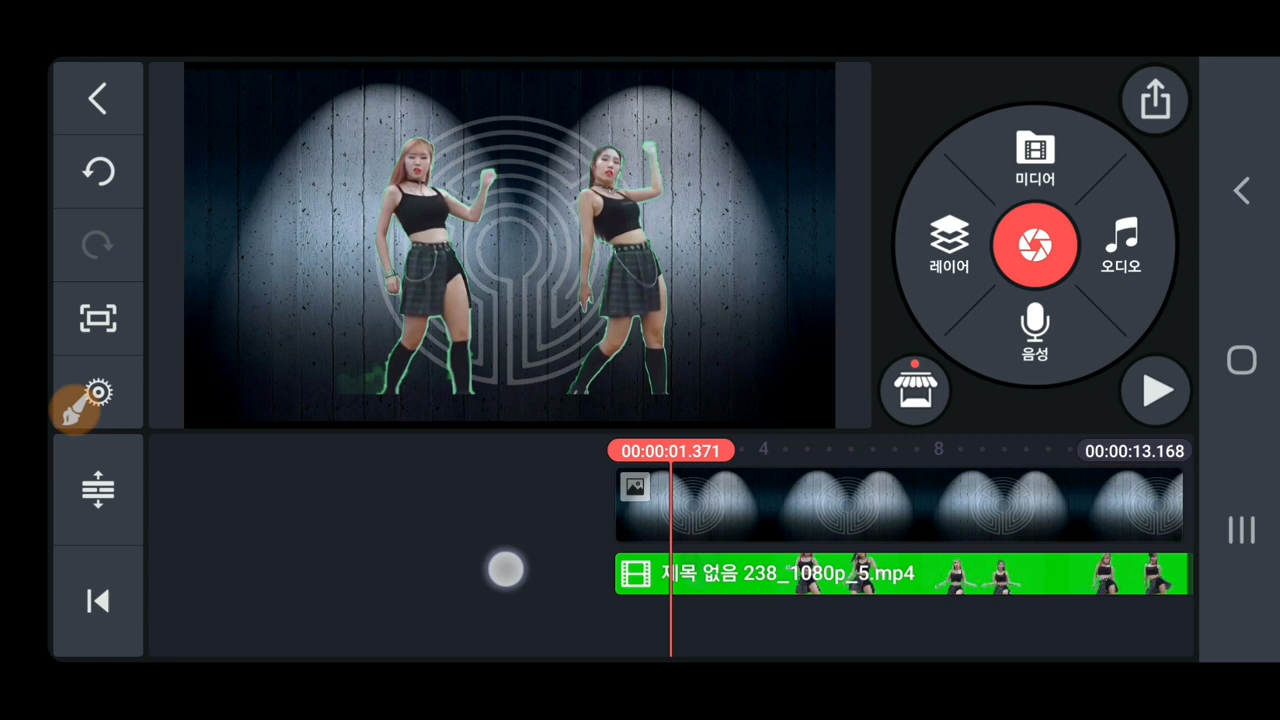 미디어
레이어
오디오
음성
00:00:01.371
4
8
00:00:13.168
제목 없음 238_1080p_5.mp4